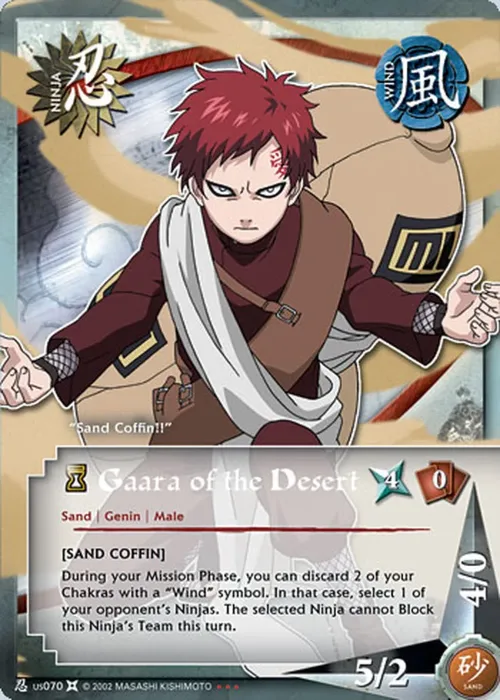 NINJA 忍
WIND 風
"Sand Coffin!!"
Gaara of the Desert 4 0
Sand | Genin | Male
[SAND COFFIN]
During your Mission Phase, you can discard 2 of your
Chakras with a "Wind" symbol. In that case, select 1 of
your opponent's Ninjas. The selected Ninja cannot Block
this Ninja's Team this turn.
4/0
5/2
砂
SAND
忍 US070 © 2002 MASASHI KISHIMOTO